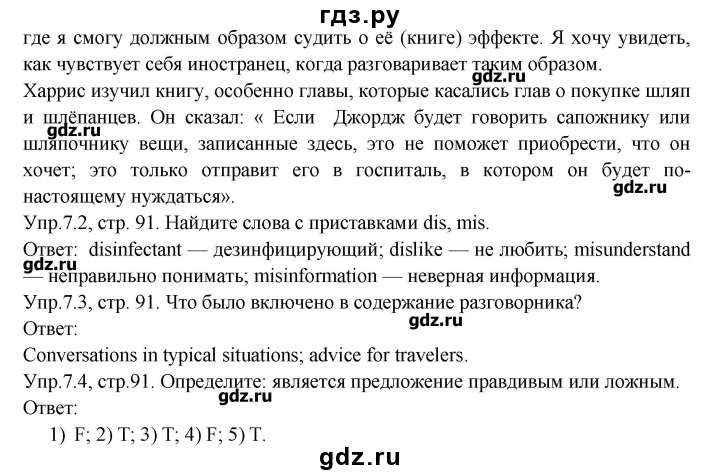 гдз.ру
где я смогу должным образом судить о её (книге) эффекте. Я хочу увидеть,
как чувствует себя иностранец, когда разговаривает таким образом.
Харрис изучил книгу, особенно главы, которые касались глав о покупке шляп
и шлёпанцев. Он сказал: « Если Джордж будет говорить сапожнику или
gdz.ru
gdz.ru
шляпочнику вещи, записанные здесь, это не поможет приобрести, что он
хочет; это только отправит его в госпиталь, в котором он будет по-
gdz.ru
настоящему нуждаться».
Упр.7.2, стр. 91. Найдите слова с приставками dis, mis.
Ответ: disinfectant — дезинфицирующий; dislike — не любить; misunderstand
gdz.ru
— неправильно понимать; misinformation — неверная информация.
Упр.7.3, стр. 91. Что было включено в содержание разговорника?
gdz.ru
Ответ:
Conversations in typical situations; advice for travelers.
Упр.7.4, стр.91. Определите: является предложение правдивым или ложным.
gdz.ru
Ответ:
1) F; 2) T; 3) T; 4) F; 5) T.
gdz.ru